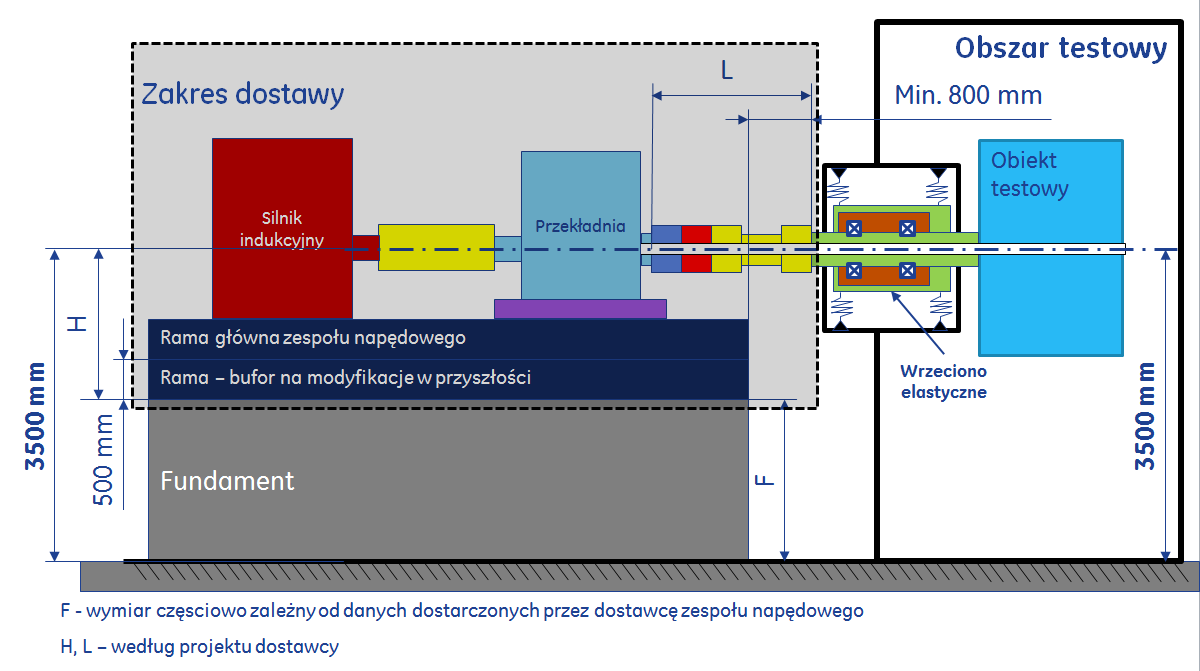 Obszar testowy
L
Zakres dostawy
Min. 800 mm
Obiekt
testowy
Silnik
indukcyjny
Przekładnia
H
Rama główna zespołu napędowego
Rama – bufor na modyfikacje w przyszłości
Wrzeciono
elastyczne
3500 mm
500 mm
Fundament
F
3500 mm
F - wymiar częsciowo zależny od danych dostarczonych przez dostawcę zespołu napędowego
H, L – według projektu dostawcy